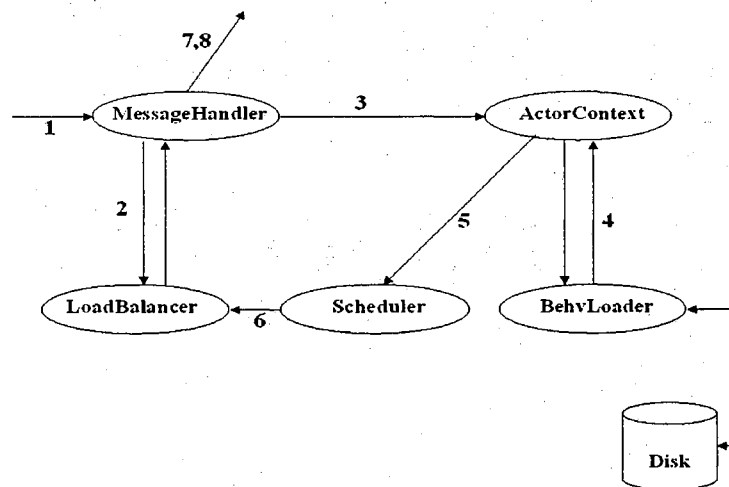 7,8
MessageHandler
3
ActorContext
1
2
5
4
LoadBalancer
6
Scheduler
BehvLoader
Disk